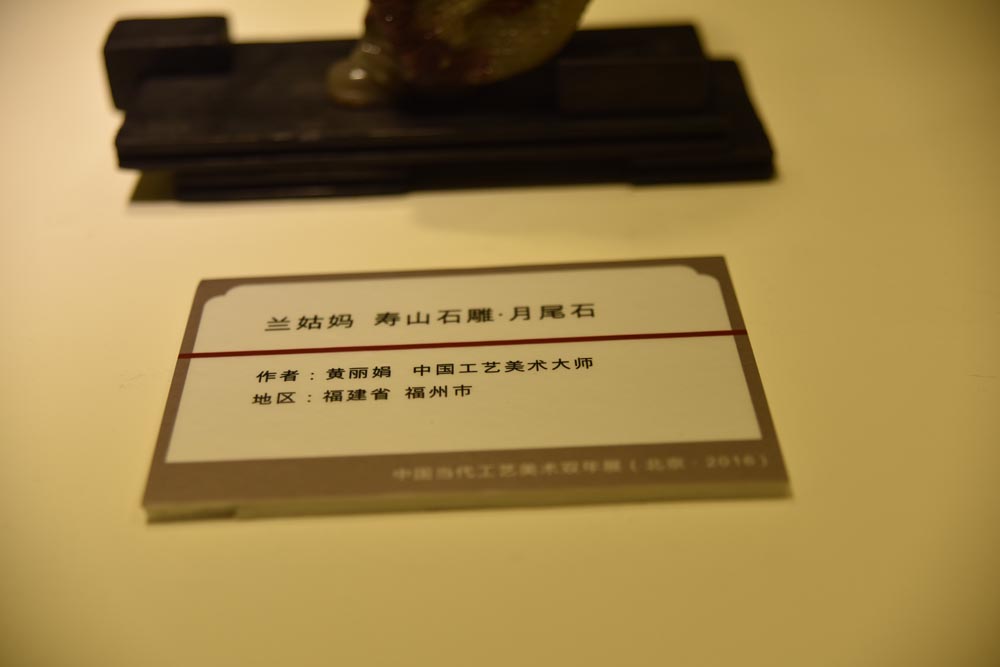 兰姑妈 寿山石雕·月尾石
作者：黄丽娟 中国工艺美术大师
地区：福建省 福州市
中国当代工艺美术双年展（北京·2016）